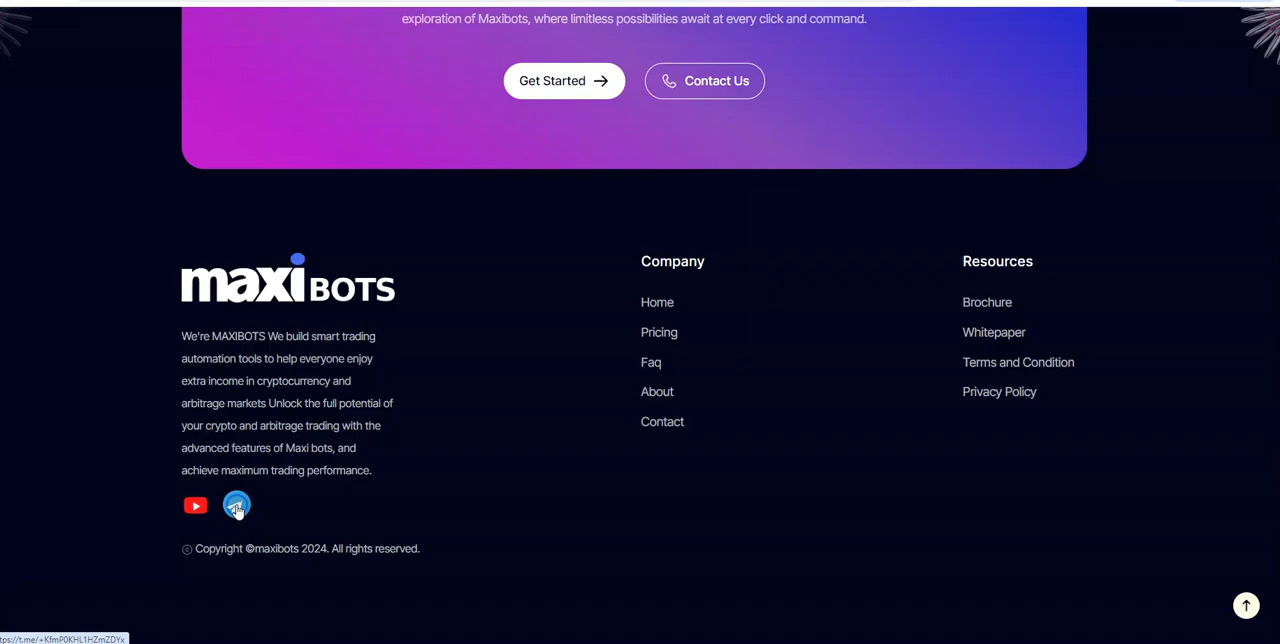 exploration of Maxibots, where limitless possibilities await at every click and command.
Get Started
Contact Us
maxi BOTS
We're MAXIBOTS We build smart trading
automation tools to help everyone enjoy
extra income in cryptocurrency and
arbitrage markets Unlock the full potential of
your crypto and arbitrage trading with the
advanced features of Maxi bots, and
achieve maximum trading performance.
Company
Home
Pricing
Faq
About
Contact
Resources
Brochure
Whitepaper
Terms and Condition
Privacy Policy
© Copyright ©maxibots 2024. All rights reserved.
ttps://t.me/+KfmP0KHL1HZmZDYx